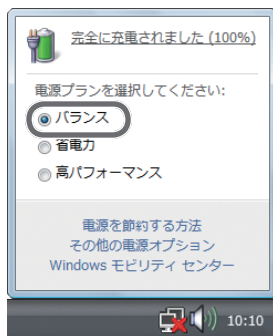 完全に充電されました (100%)
電源プランを選択してください:
バランス
省電力
高パフォーマンス
電源を節約する方法
その他の電源オプション
Windows モビリティ センター
10:10